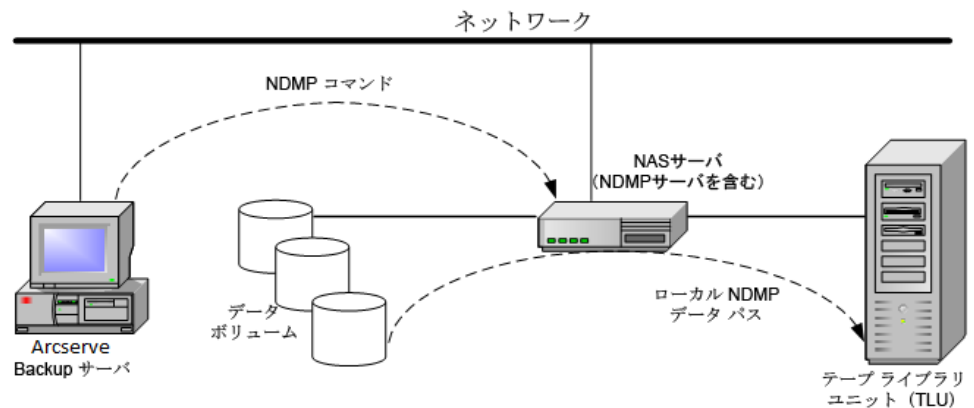 ネットワーク
NDMP コマンド
NASサーバ
(NDMPサーバを含む)
データ
ボリューム
ローカル NDMP
データ パス
Arcserve
Backup サーバ
テープ ライブラリ
ユニット (TLU)